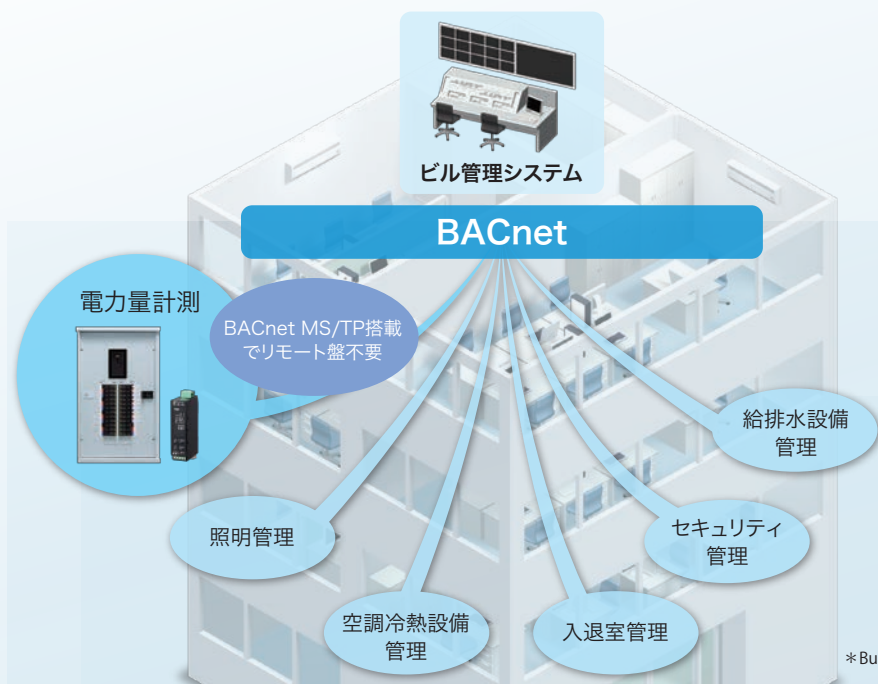 ビル管理システム
BACnet
電力量計測
BACnet MS/TP搭載
でリモート盤不要
給排水設備
管理
セキュリティ
管理
照明管理
空調冷熱設備
管理
入退室管理
＊Bu